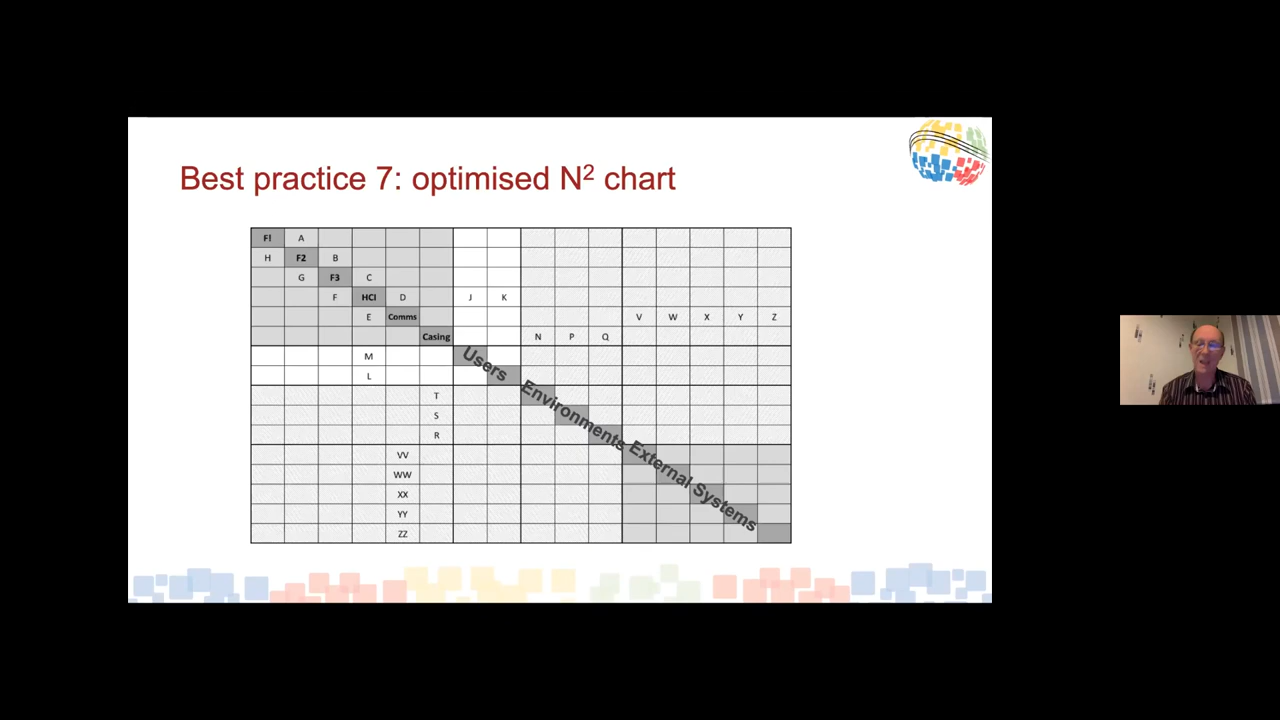 Best practice 7: optimised N² chart
FI A
H F2 B
G F3 C
F HCI D J K
E Comms V W X Y Z
Casing N P Q
M Users
L
T Environments
S
R
VV External Systems
WW
XX
YY
ZZ